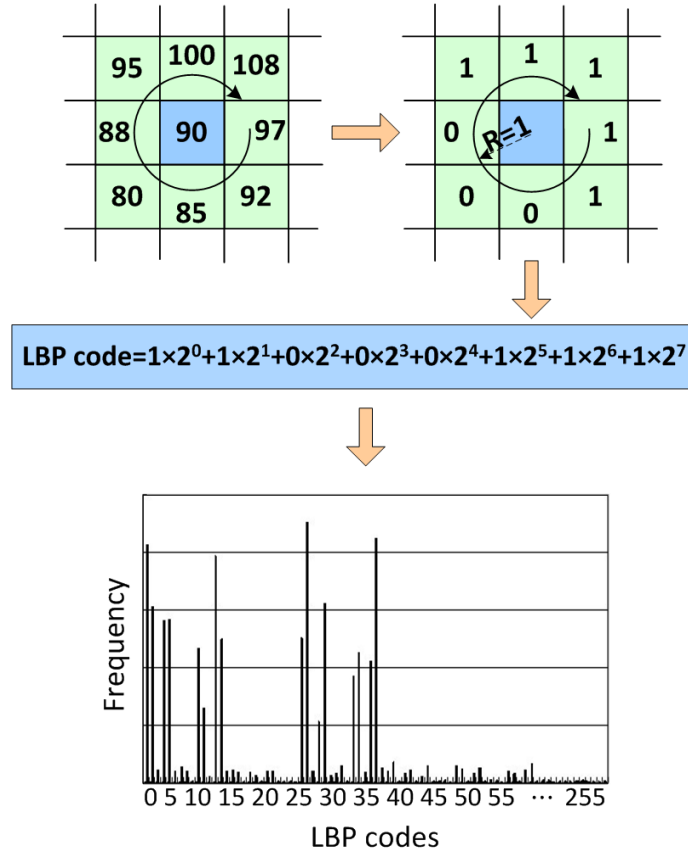 95 100 108
88 90 97
80 85 92
1 1 1
0 R=1 1
0 0 1
LBP code=1×2⁰+1×2¹+0×2²+0×2³+0×2⁴+1×2⁵+1×2⁶+1×2⁷
Frequency
0 5 10 15 20 25 30 35 40 45 50 55 ··· 255
LBP codes